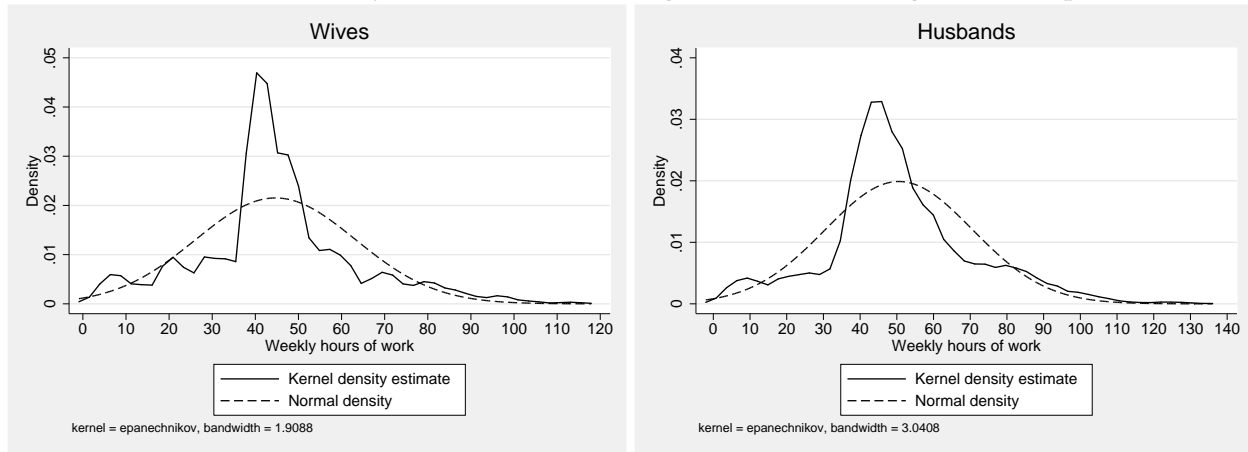 Wives
.05
.04
.03
.02
.01
0
Density
0 10 20 30 40 50 60 70 80 90 100 110 120
Weekly hours of work
Kernel density estimate
Normal density
kernel = epanechnikov, bandwidth = 1.9088
Husbands
.04
.03
.02
.01
0
Density
0 10 20 30 40 50 60 70 80 90 100 110 120 130 140
Weekly hours of work
Kernel density estimate
Normal density
kernel = epanechnikov, bandwidth = 3.0408